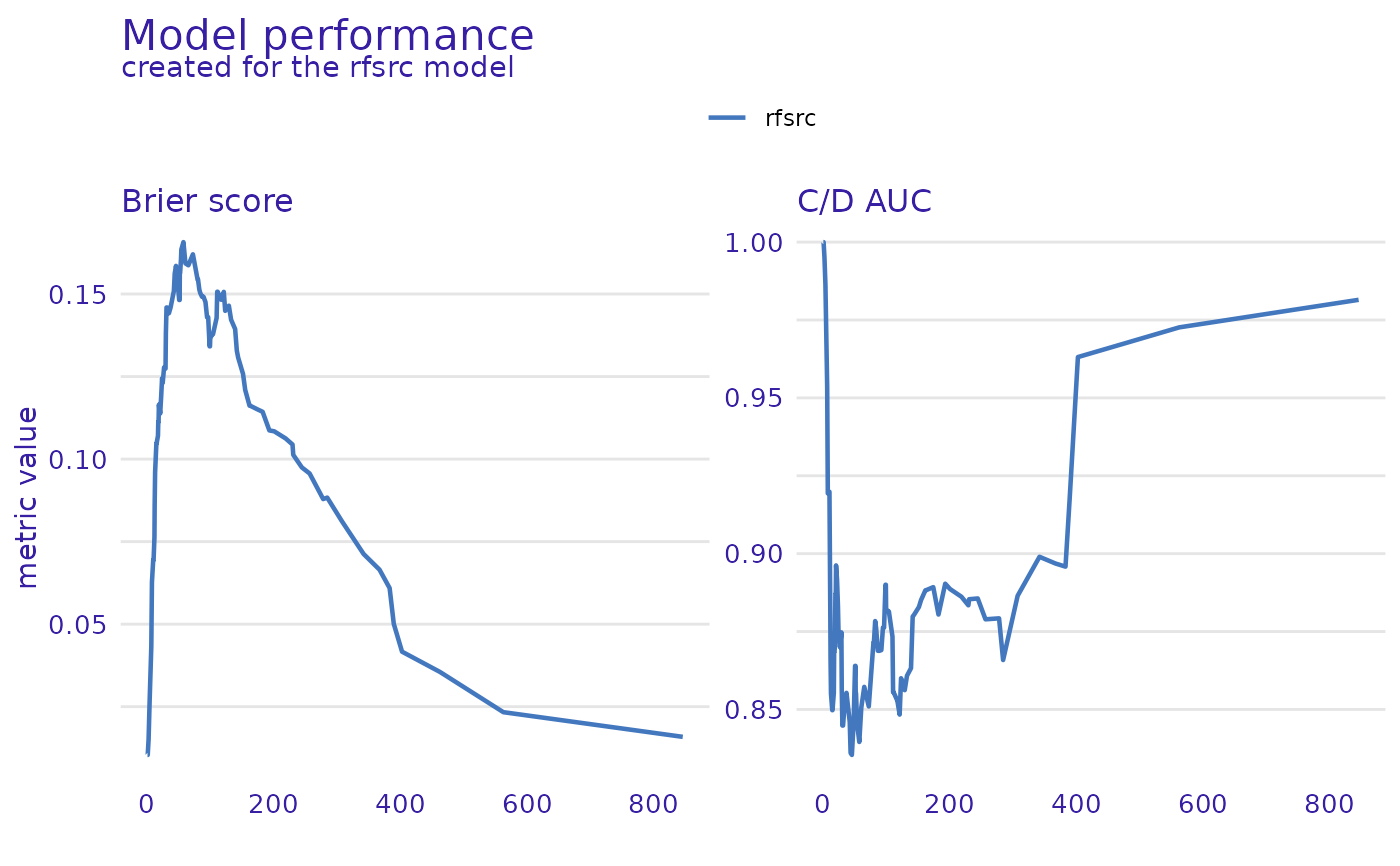 Model performance
created for the rfsrc model
rfsrc
Brier score
0.15
0.10
0.05
metric value
0 200 400 600 800
C/D AUC
1.00
0.95
0.90
0.85
0 200 400 600 800